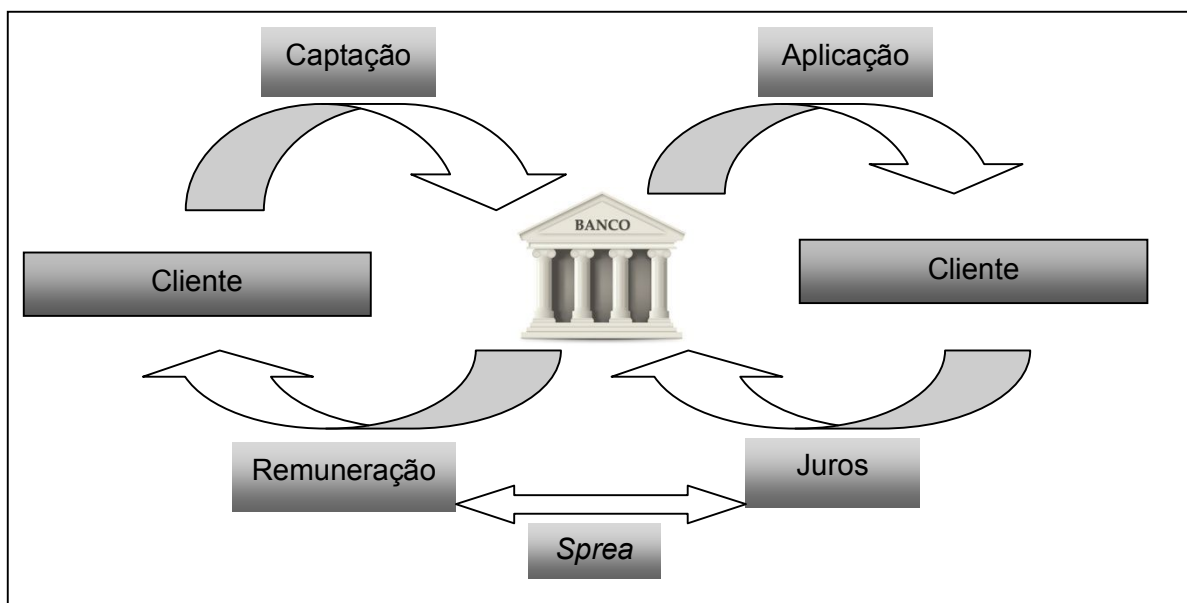 Captação
Aplicação
BANCO
Cliente
Cliente
Remuneração
Juros
Sprea